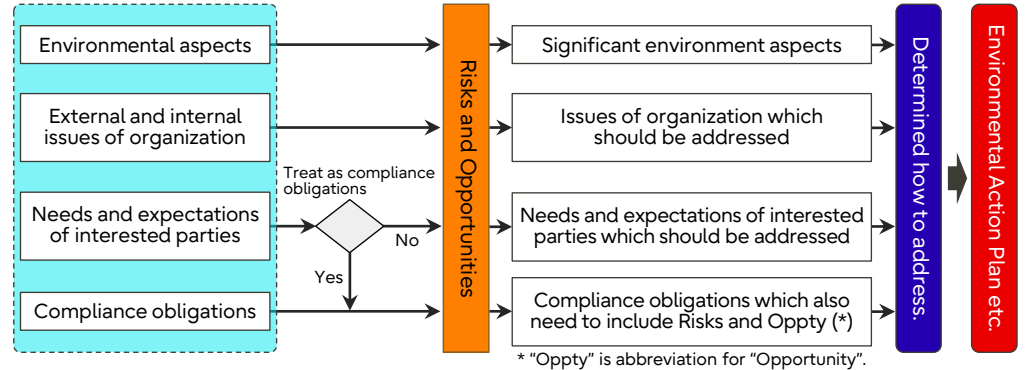 Environmental aspects
External and internal
issues of organization
Needs and expectations
of interested parties
Compliance obligations
Treat as compliance
obligations
No
Yes
Risks and Opportunities
Significant environment aspects
Issues of organization which
should be addressed
Needs and expectations of interested
parties which should be addressed
Compliance obligations which also
need to include Risks and Oppty (*)
* “Oppty” is abbreviation for “Opportunity”.
Determined how to address.
Environmental Action Plan etc.